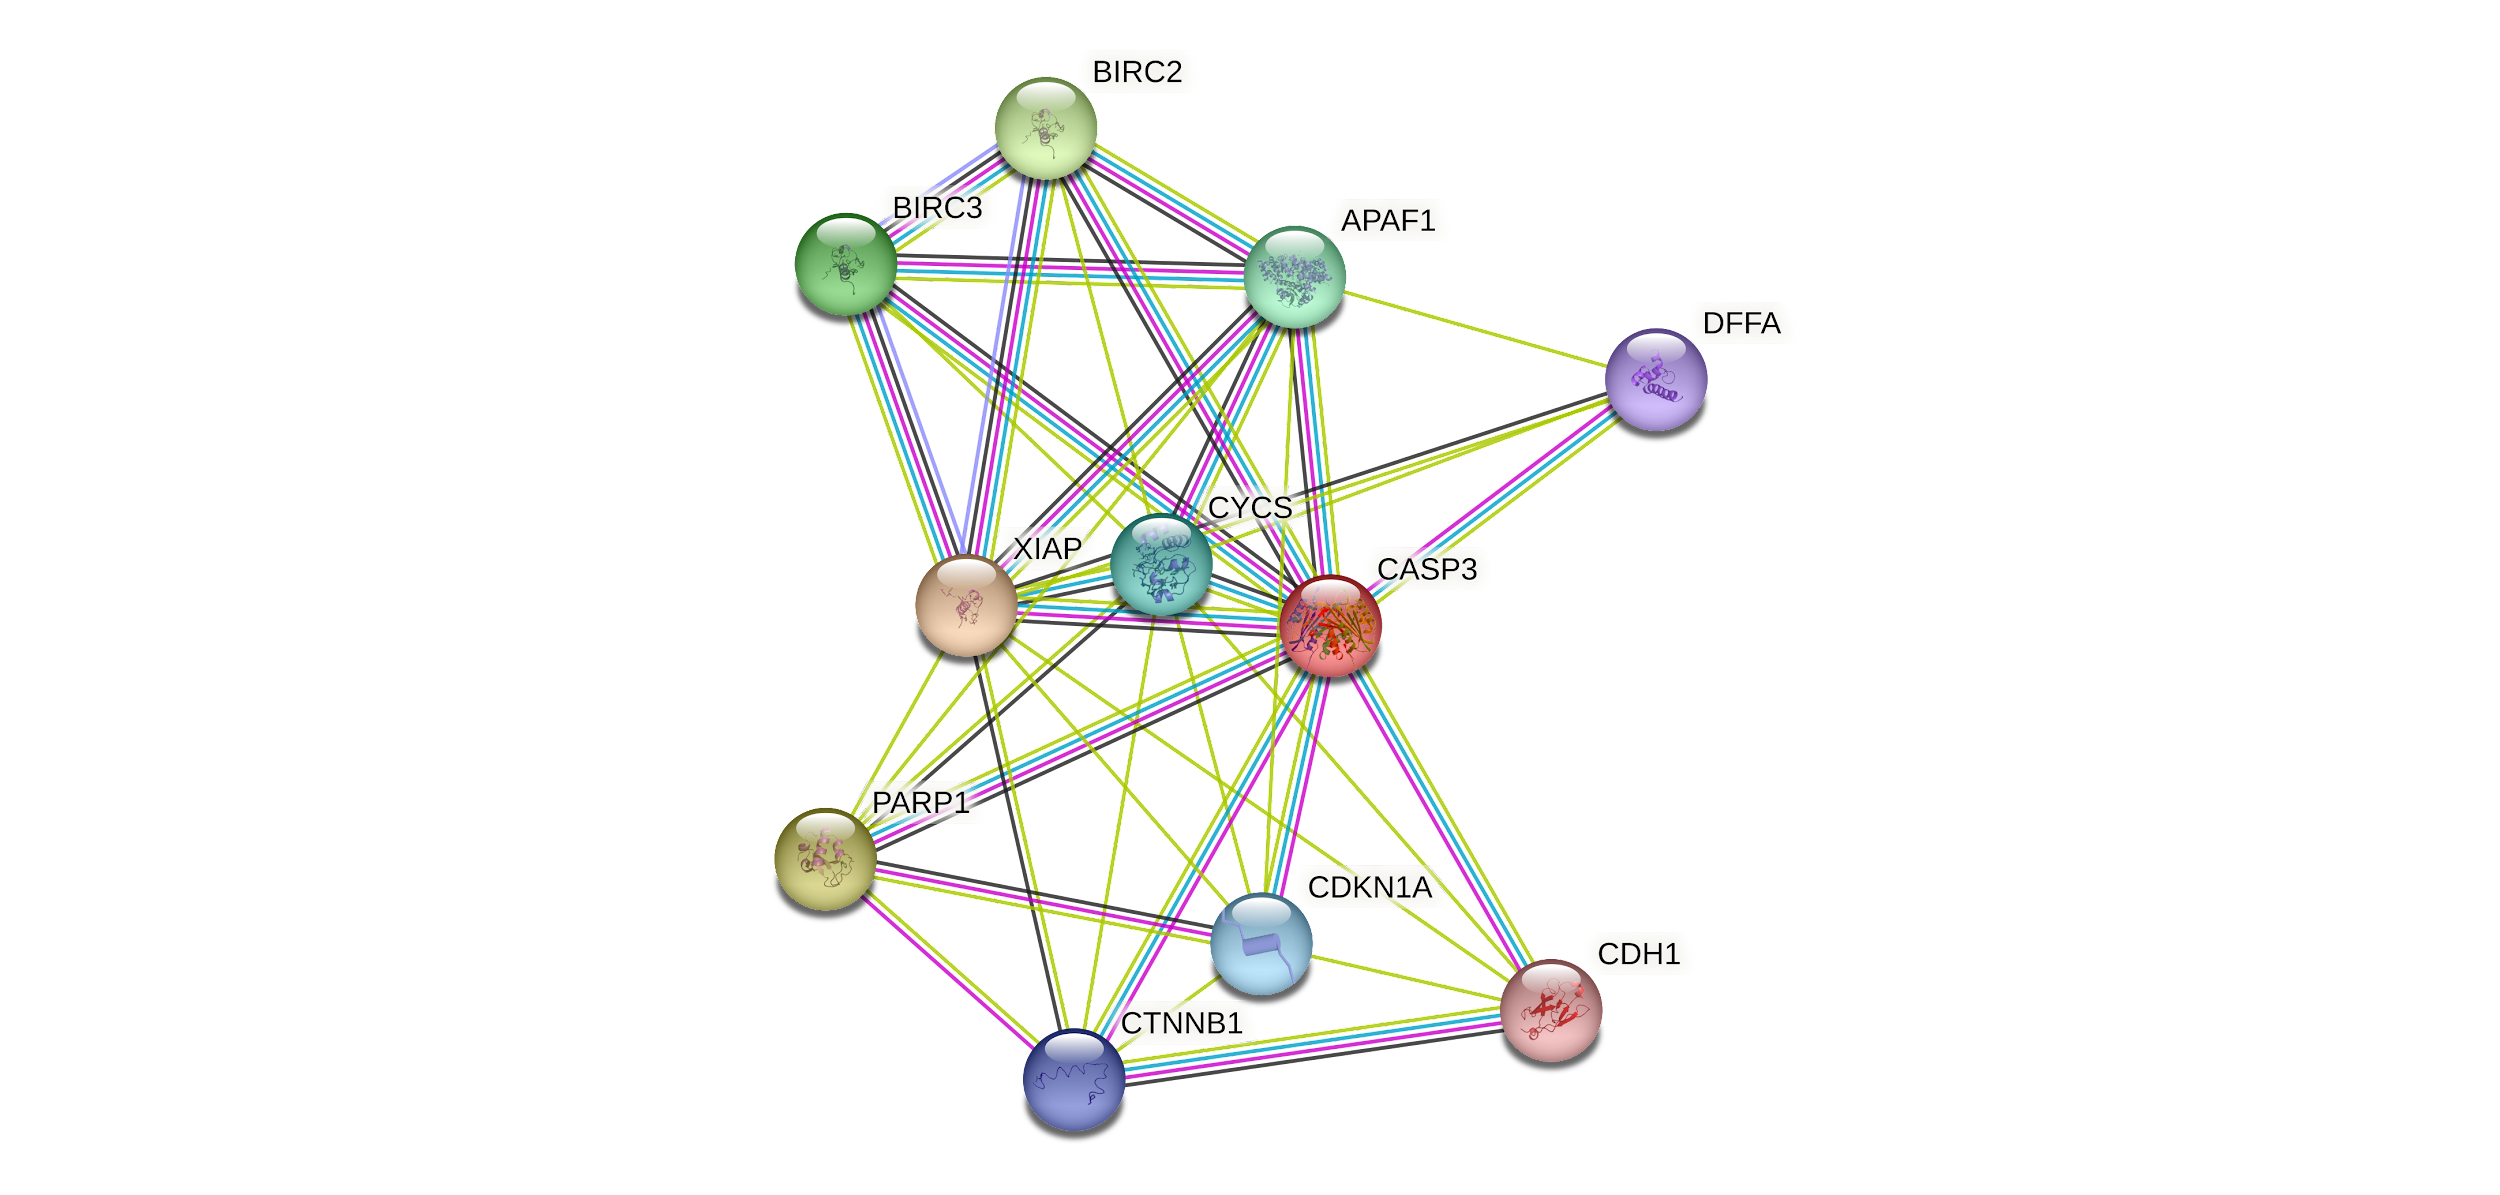 BIRC2
BIRC3
APAF1
DFFA
CYCS
XIAP
CASP3
PARP1
CDKN1A
CDH1
CTNNB1